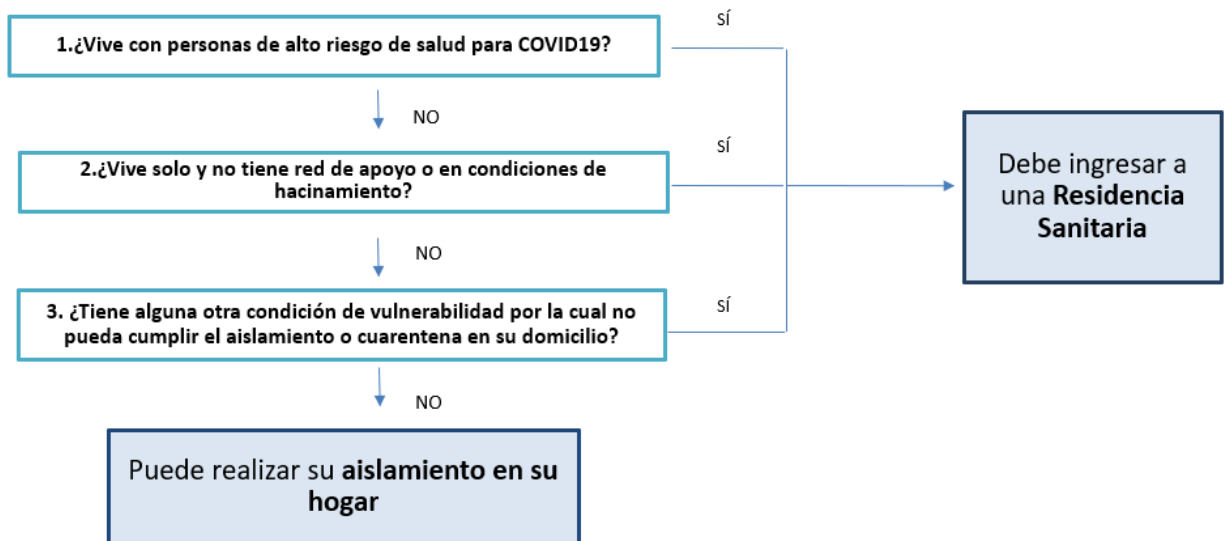 SÍ
1.¿Vive con personas de alto riesgo de salud para COVID19?
NO
SÍ
2.¿Vive solo y no tiene red de apoyo o en condiciones de
hacinamiento?
Debe ingresar a
una Residencia
Sanitaria
NO
SÍ
3. ¿Tiene alguna otra condición de vulnerabilidad por la cual no
pueda cumplir el aislamiento o cuarentena en su domicilio?
NO
Puede realizar su aislamiento en su
hogar